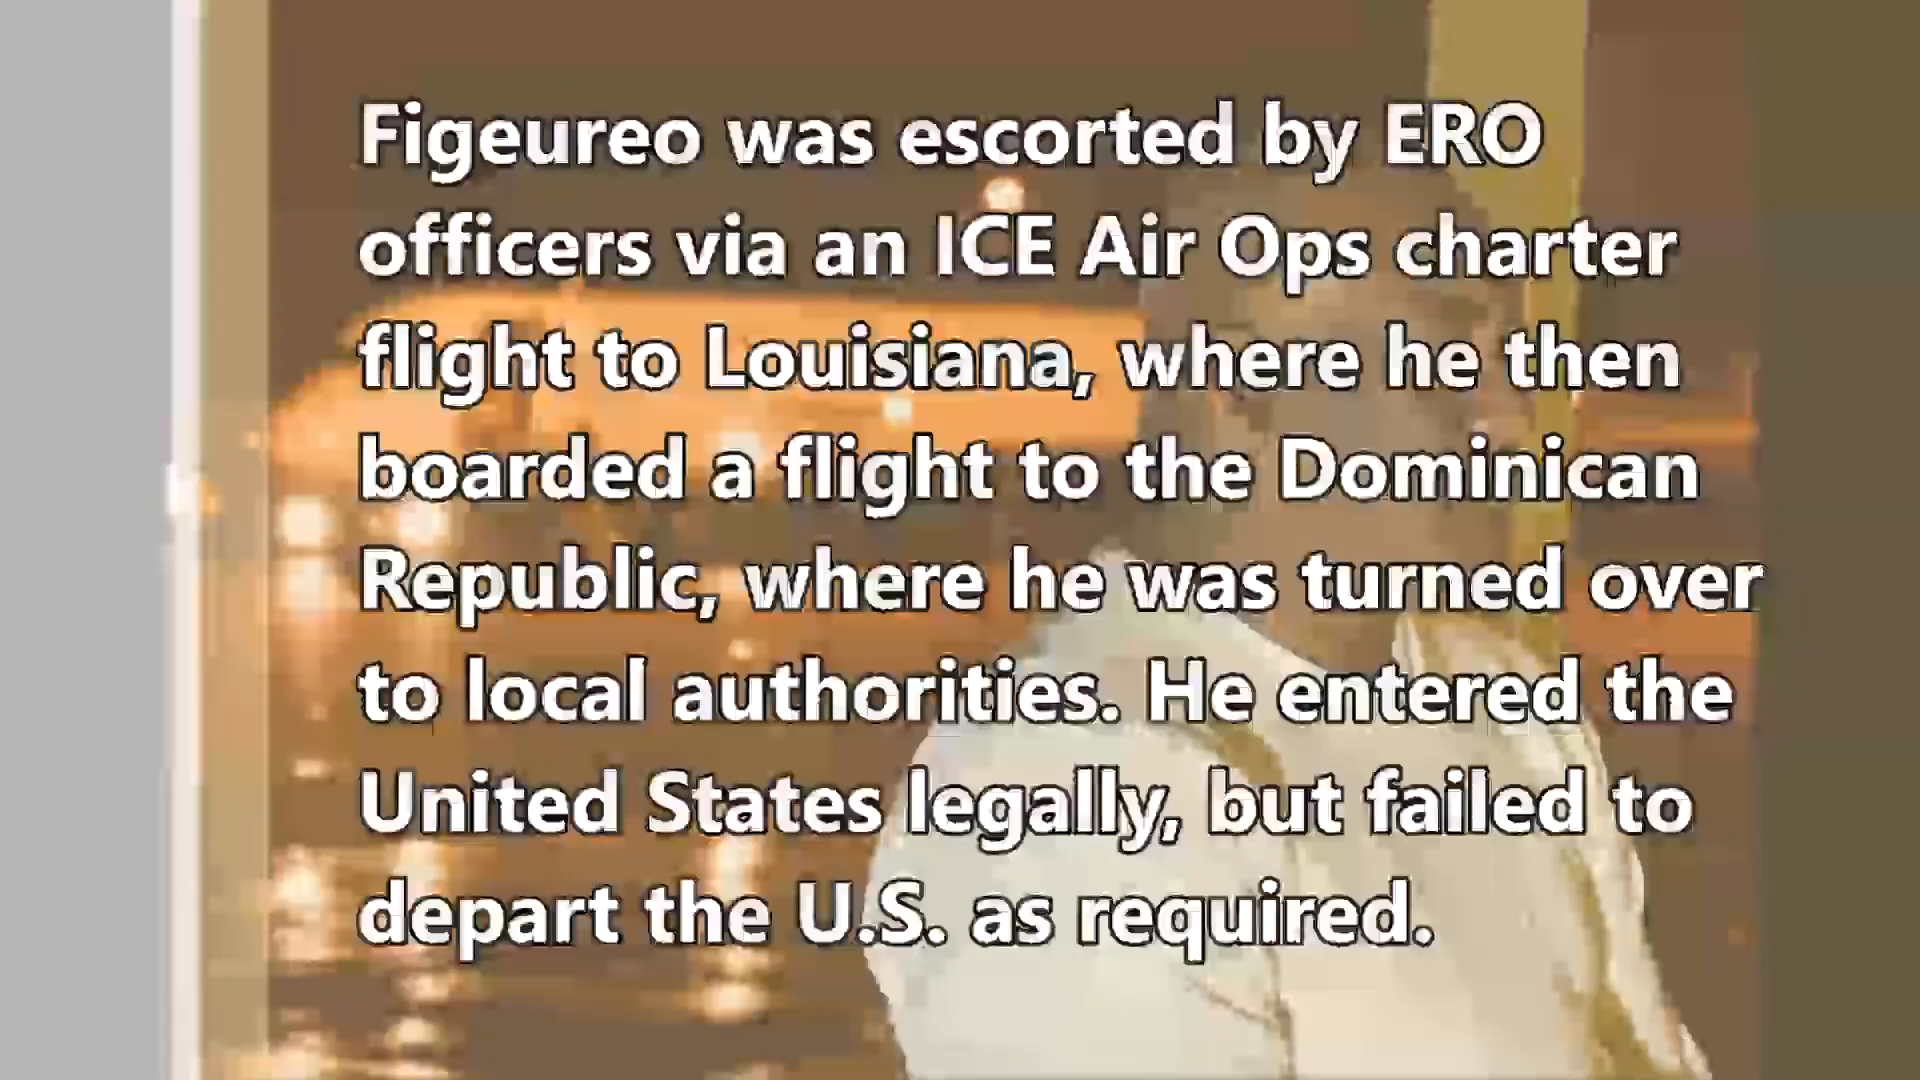 Figeureo was escorted by ERO
officers via an ICE Air Ops charter
flight to Louisiana, where he then
boarded a flight to the Dominican
Republic, where he was turned over
to local authorities. He entered the
United States legally, but failed to
depart the U.S. as required.